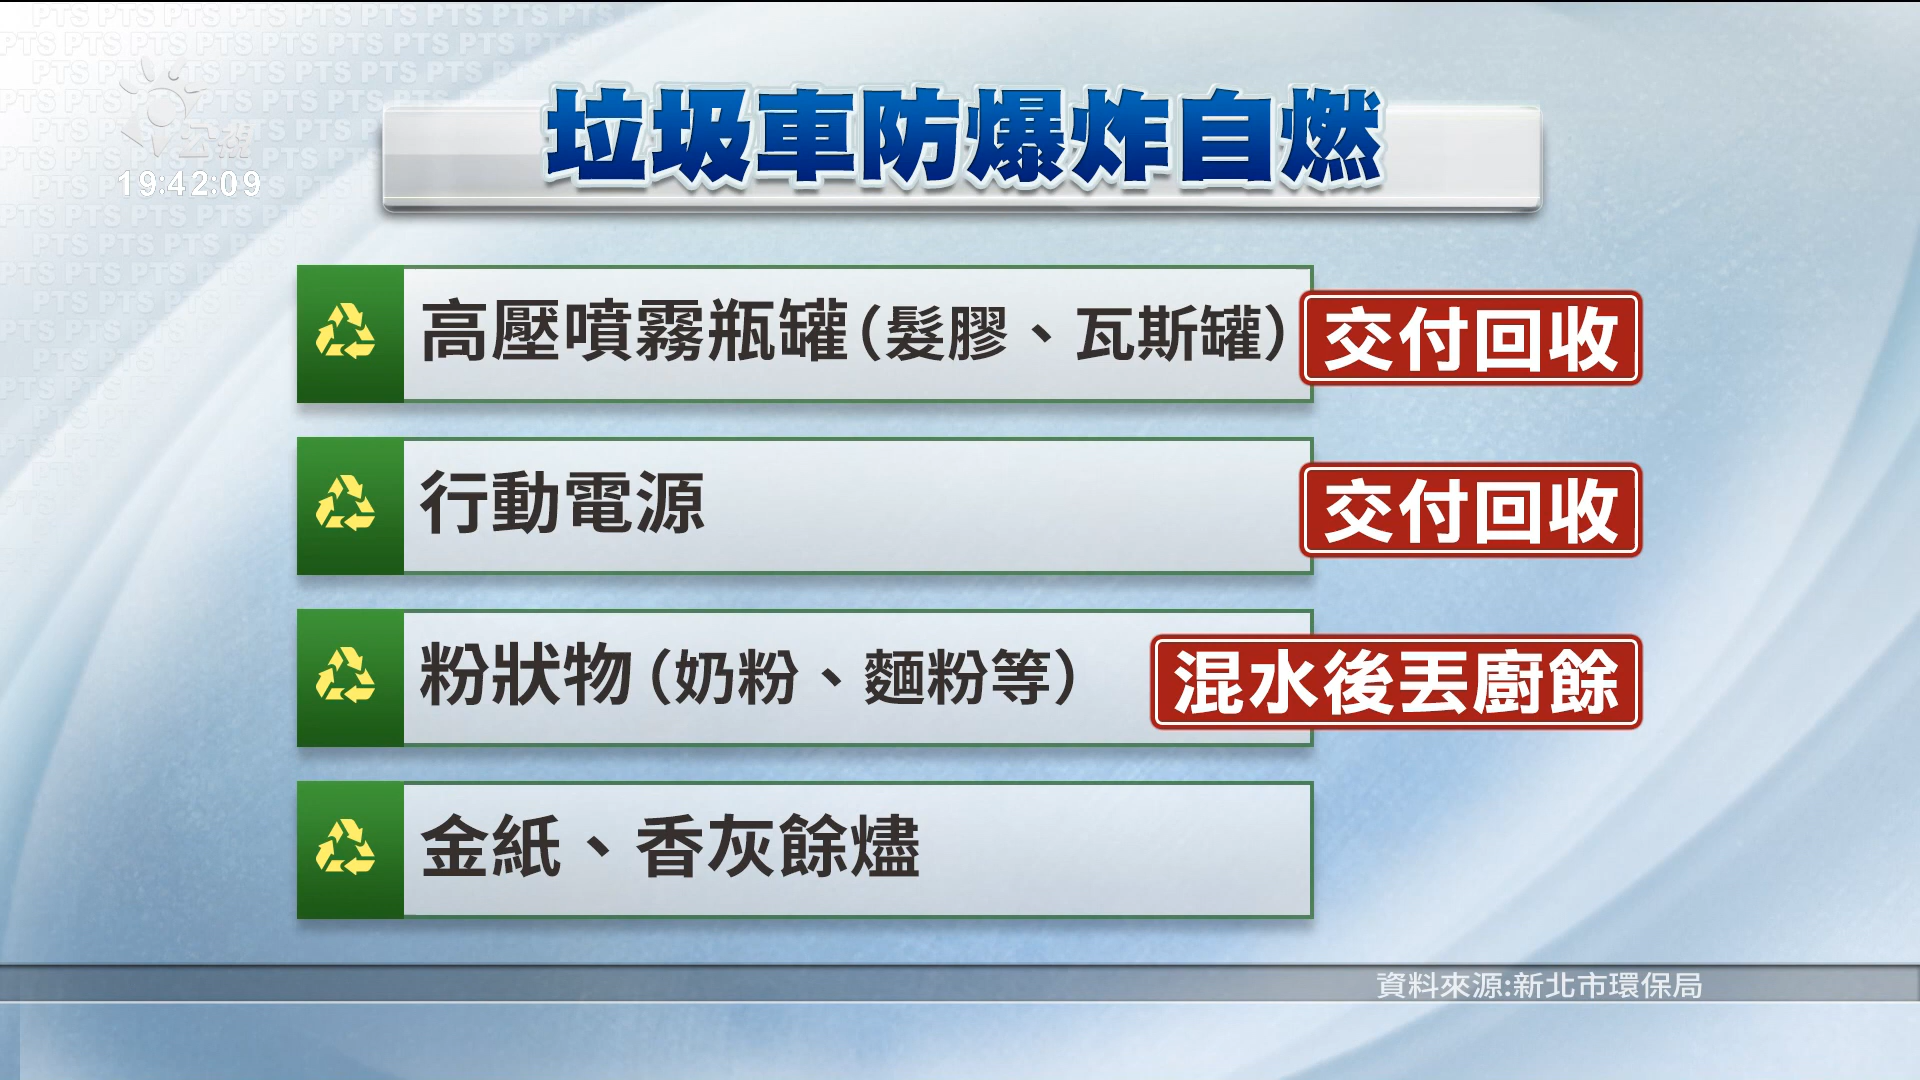 公視
19:42:09
垃圾車防爆炸自燃
高壓噴霧瓶罐(髮膠、瓦斯罐) 交付回收
行動電源 交付回收
粉狀物(奶粉、麵粉等) 混水後丟廚餘
金紙、香灰餘燼
資料來源:新北市環保局